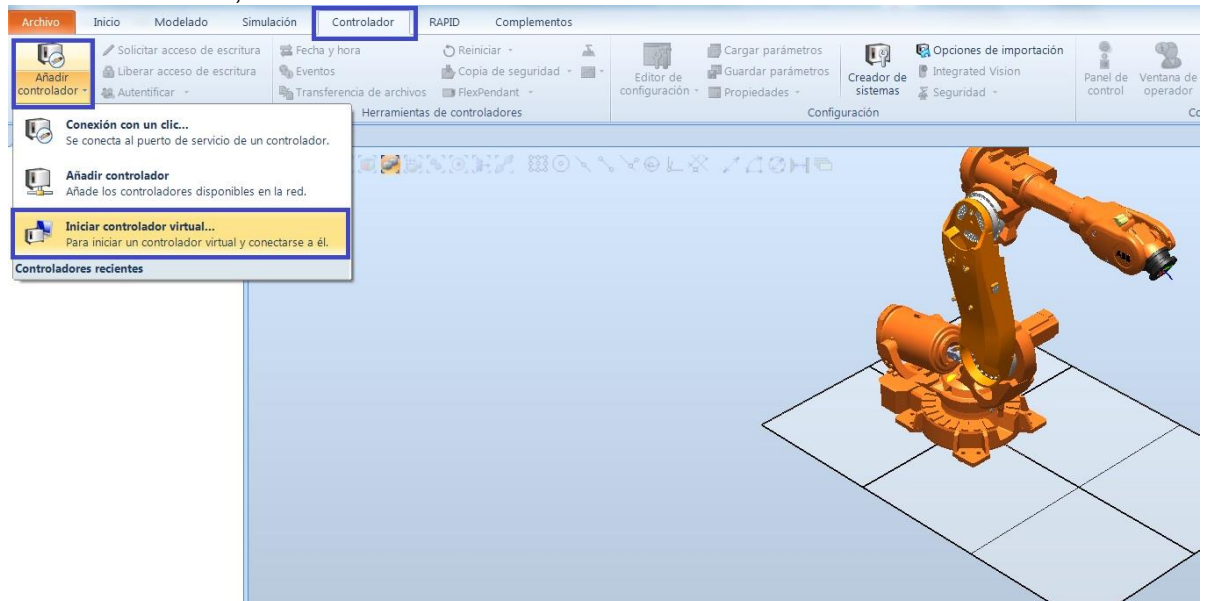 Archivo Inicio Modelado Simulación Controlador RAPID Complementos
Añadir controlador
Solicitar acceso de escritura
Liberar acceso de escritura
Autentificar
Fecha y hora
Eventos
Transferencia de archivos
Reiniciar
Copia de seguridad
FlexPendant
Herramientas de controladores
Editor de configuración
Cargar parámetros
Guardar parámetros
Propiedades
Creador de sistemas
Opciones de importación
Integrated Vision
Seguridad
Configuración
Panel de control
Ventana de operador
Co
Conexión con un clic...
Se conecta al puerto de servicio de un controlador.
Añadir controlador
Añade los controladores disponibles en la red.
Iniciar controlador virtual...
Para iniciar un controlador virtual y conectarse a él.
Controladores recientes
ABB